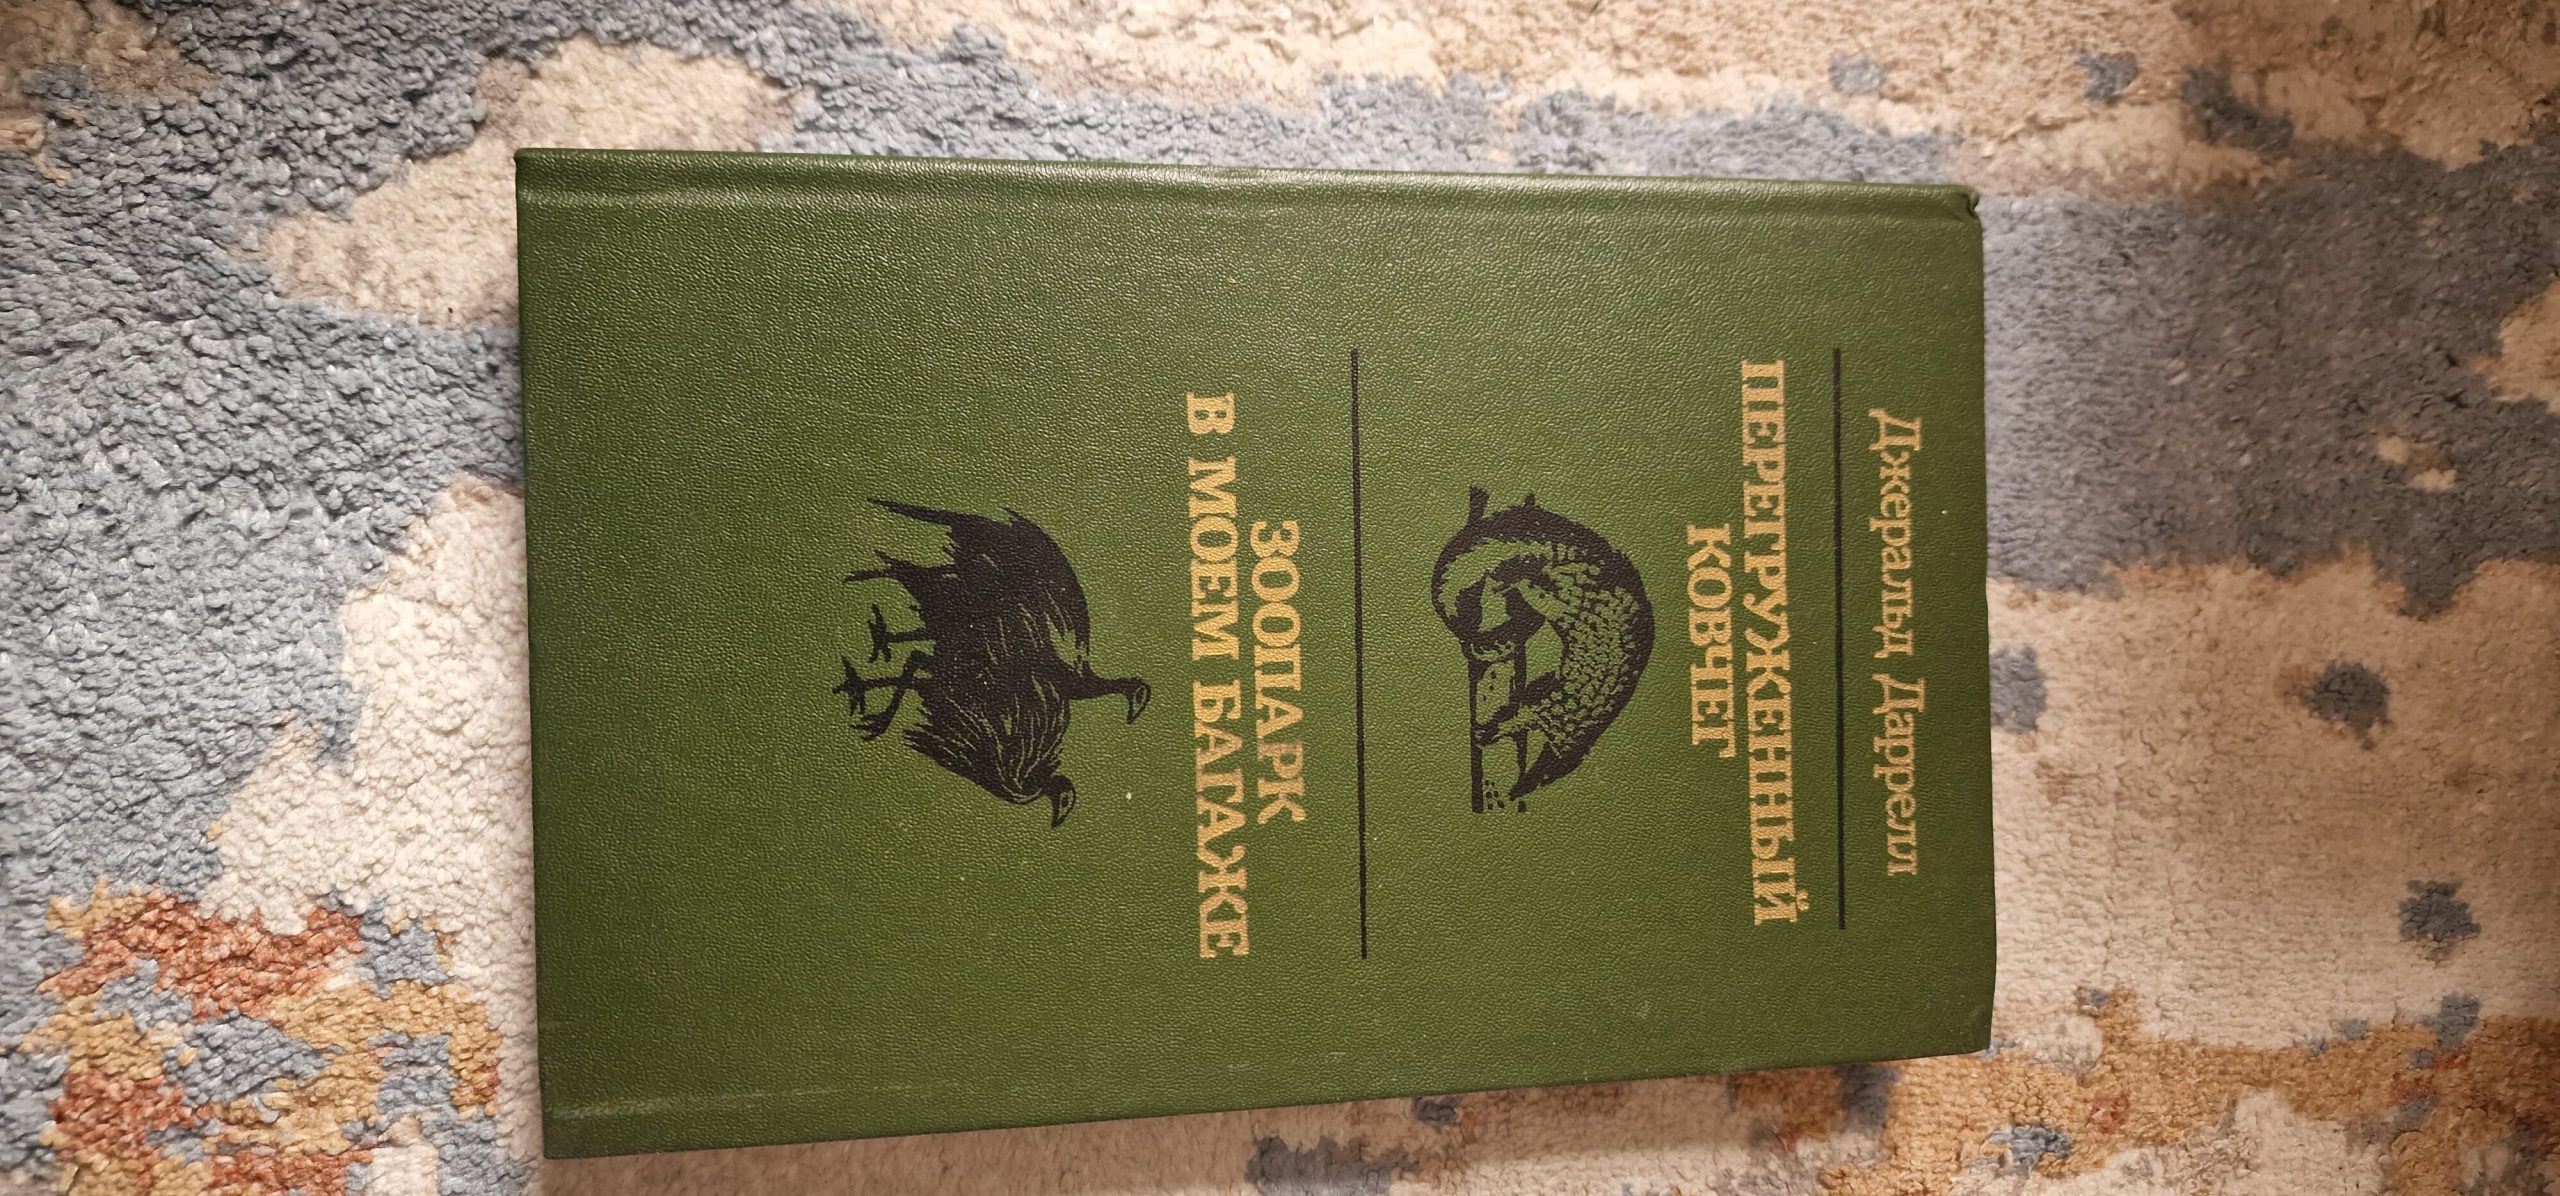 Джеральд Даррелл
ПЕРЕГРУЖЕННЫЙ
КОВЧЕГ
ЗООПАРК
В МОЕМ БАГАЖЕ